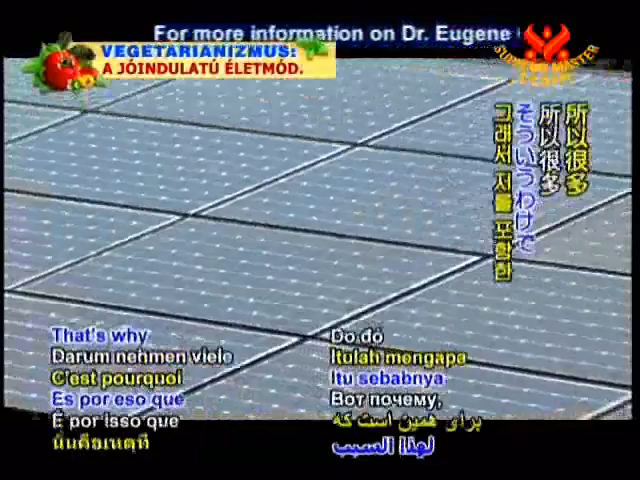 For more information on Dr. Eugene
VEGETARIANIZMUS:
A JÓINDULATÚ ÉLETMÓD.
SUPREME MASTER
所以很多
所以很多
そういうわけで
그래서 저를 포함한
That's why
Darum nehmen viele
C'est pourquoi
Es por eso que
É por isso que
นั่นคือเหตุที่
Do đó
Itulah mengapa
Itu sebabnya
Вот почему,
برای همین است که
لهذا السبب